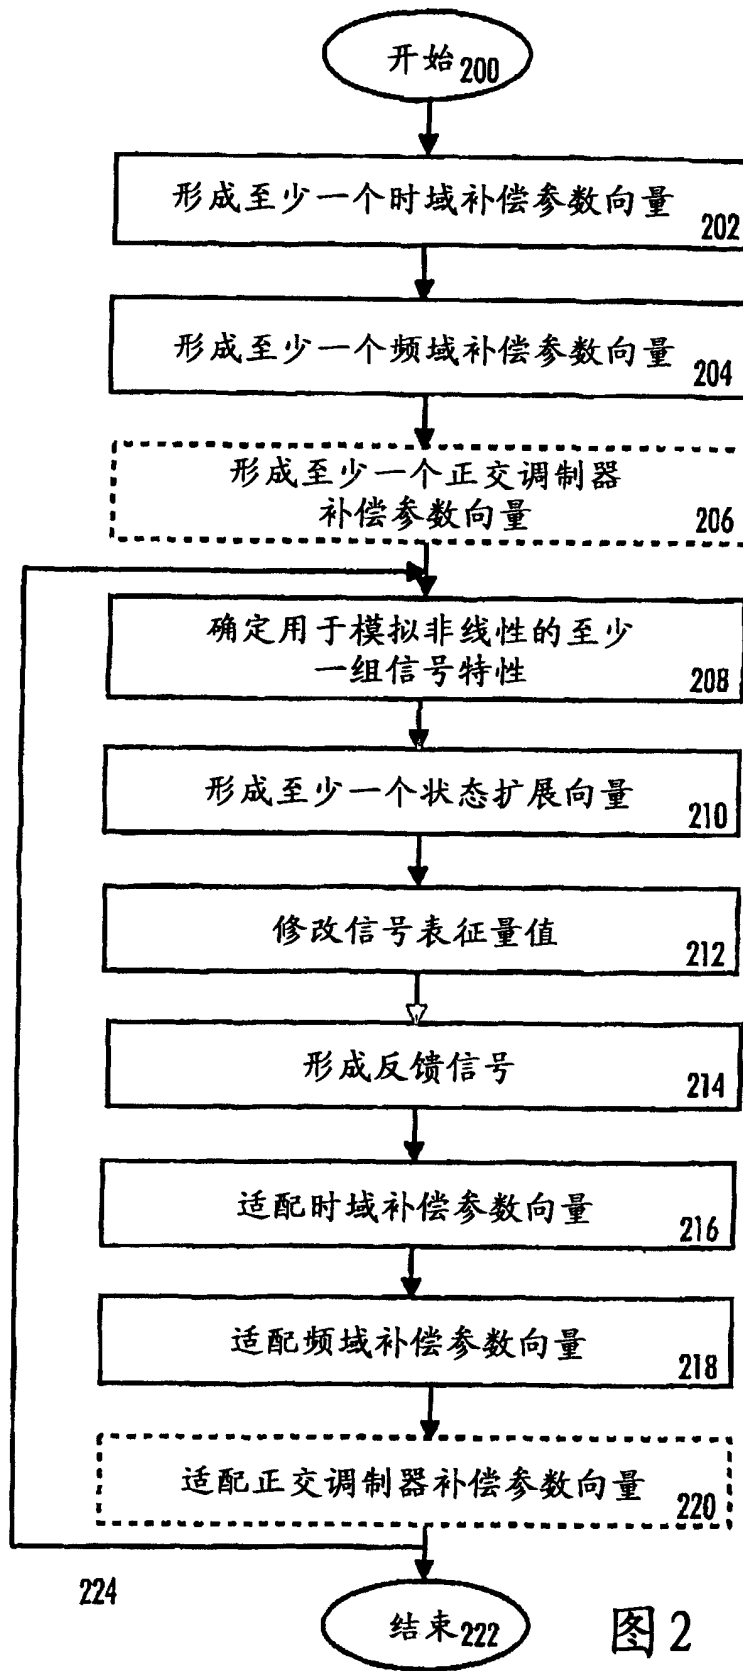 开始 200
形成至少一个时域补偿参数向量
202
形成至少一个频域补偿参数向量
204
形成至少一个正交调制器
补偿参数向量
206
确定用于模拟非线性的至少
一组信号特性
208
形成至少一个状态扩展向量
210
修改信号表征量值
212
形成反馈信号
214
适配时域补偿参数向量
216
适配频域补偿参数向量
218
适配正交调制器补偿参数向量
220
224
结束 222
图2